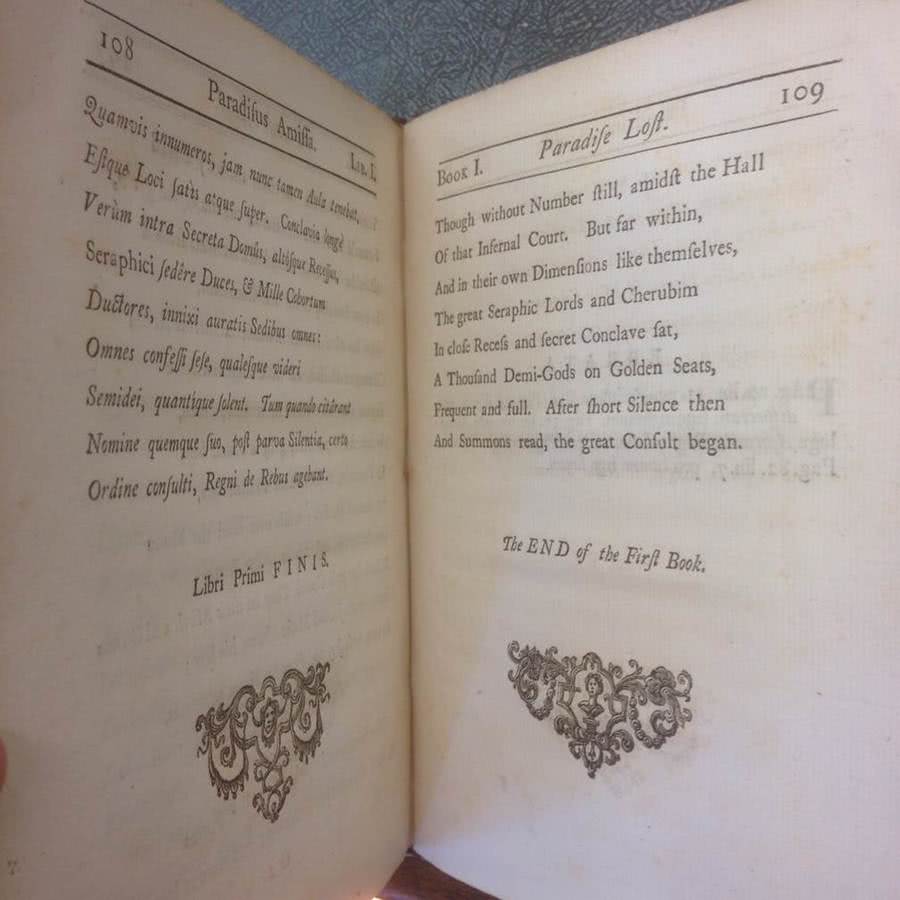 108
Paradiſus Amiſſa. LIB. I.
Quamvis innumeros, jam nunc tamen Aula tenebat,
Eſtque Loci ſatìs atque ſuper. Conclavia longè
Verùm intra Secreta Domûs, altóſque Receſſus,
Seraphici ſedêre Duces, & Mille Cohortum
Ductores, innixi auratis Sedibus omnes:
Omnes confeſſi ſeſe, qualeſque videri
Semidei, quantique ſolent. Tum quando citârant
Nomine quemque ſuo, poſt parva Silentia, certo
Ordine conſulti, Regni de Rebus agebant.
Libri Primi FINIS.
109
Book I. Paradiſe Loſt.
Though without Number ſtill, amidſt the Hall
Of that Infernal Court. But far within,
And in their own Dimenſions like themſelves,
The great Seraphic Lords and Cherubim
In cloſe Receſs and ſecret Conclave ſat,
A Thouſand Demi-Gods on Golden Seats,
Frequent and full. After ſhort Silence then
And Summons read, the great Conſult began.
The END of the Firſt Book.